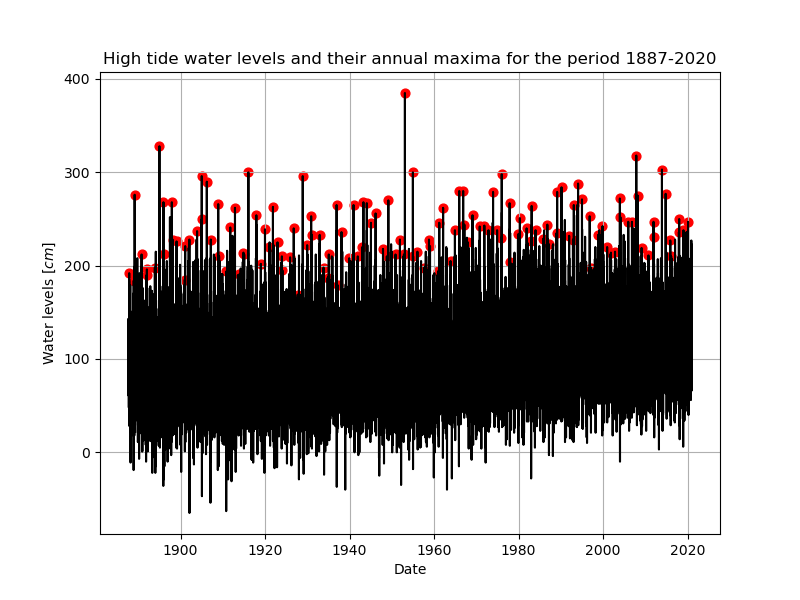 High tide water levels and their annual maxima for the period 1887-2020
400
300
200
100
0
Water levels [cm]
1900 1920 1940 1960 1980 2000 2020
Date